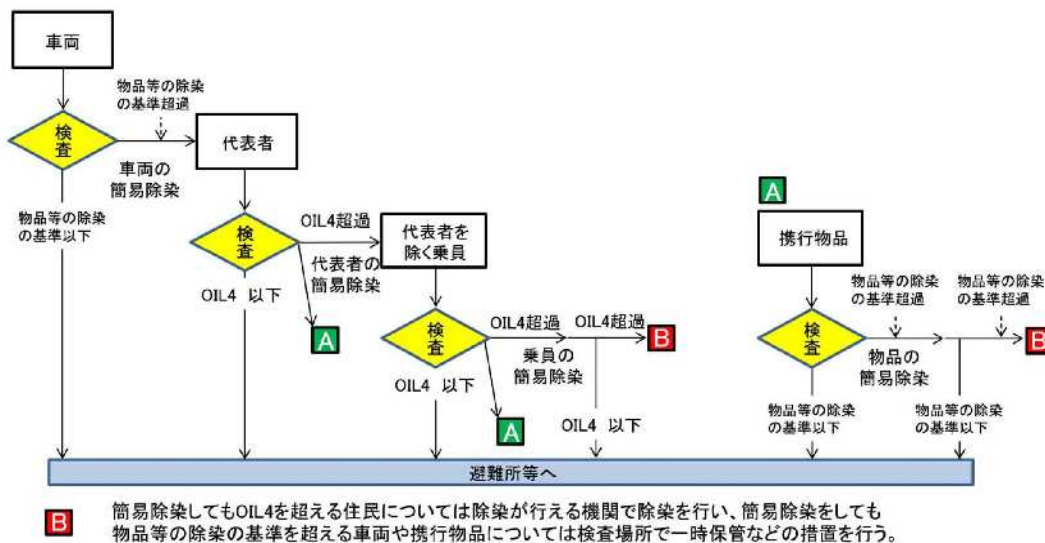 車両
物品等の除染
の基準超過
検
査
代表者
車両の
簡易除染
物品等の除染
の基準以下
検
査
OIL4超過
代表者を
除く乗員
代表者の
簡易除染
OIL4 以下
A
検
査
OIL4超過
OIL4超過
B
乗員の
簡易除染
OIL4 以下
A
OIL4 以下
A
携行物品
物品等の除染
の基準超過
物品等の除染
の基準超過
検
査
B
物品の
簡易除染
物品等の除染
の基準以下
物品等の除染
の基準以下
避難所等へ
B
簡易除染してもOIL4を超える住民については除染が行える機関で除染を行い、簡易除染をしても
物品等の除染の基準を超える車両や携行物品については検査場所で一時保管などの措置を行う。